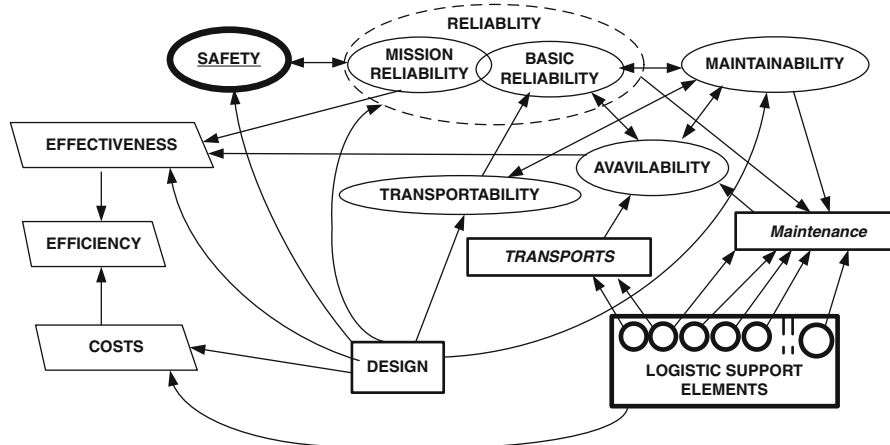 RELIABLITY
SAFETY
MISSION
RELIABILITY
BASIC
RELIABILITY
MAINTAINABILITY
EFFECTIVENESS
AVAVILABILITY
TRANSPORTABILITY
EFFICIENCY
TRANSPORTS
Maintenance
COSTS
DESIGN
LOGISTIC SUPPORT
ELEMENTS